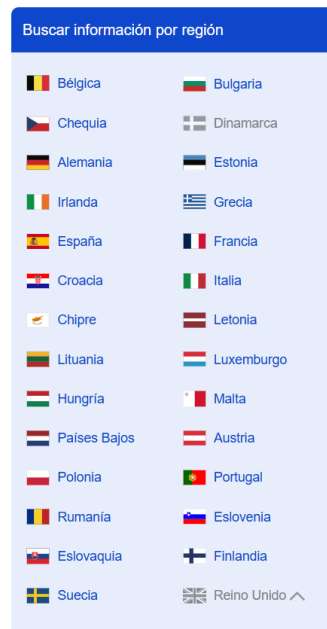 Buscar información por región
Bélgica Bulgaria
Chequia Dinamarca
Alemania Estonia
Irlanda Grecia
España Francia
Croacia Italia
Chipre Letonia
Lituania Luxemburgo
Hungría Malta
Países Bajos Austria
Polonia Portugal
Rumanía Eslovenia
Eslovaquia Finlandia
Suecia Reino Unido